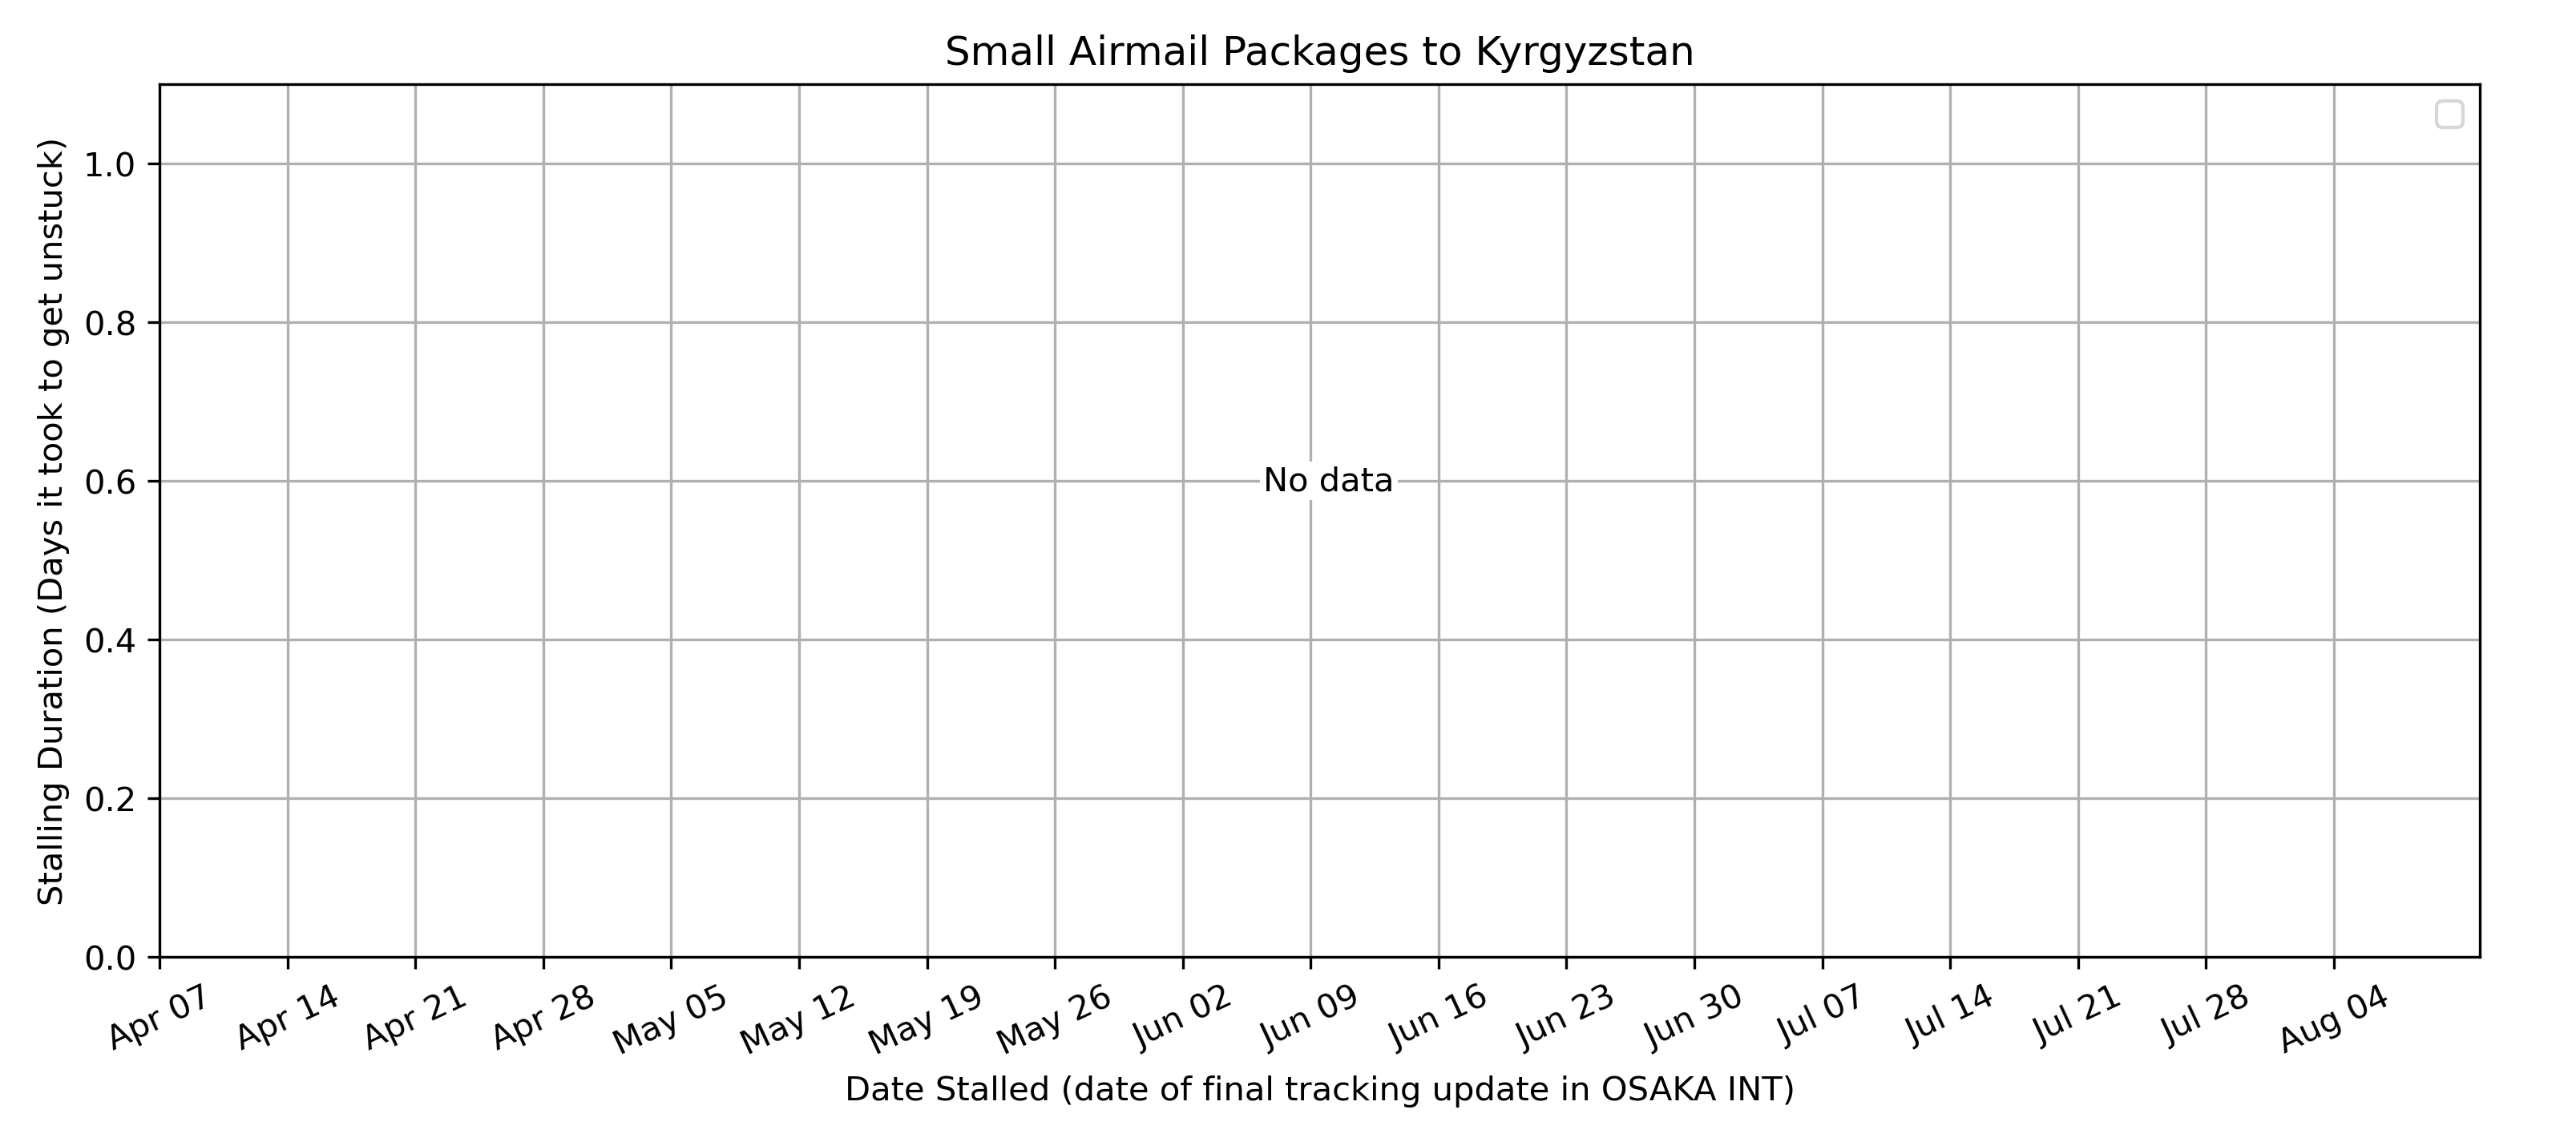 Small Airmail Packages to Kyrgyzstan
Stalling Duration (Days it took to get unstuck)
1.0
0.8
0.6
0.4
0.2
0.0
No data
Apr 07
Apr 14
Apr 21
Apr 28
May 05
May 12
May 19
May 26
Jun 02
Jun 09
Jun 16
Jun 23
Jun 30
Jul 07
Jul 14
Jul 21
Jul 28
Aug 04
Date Stalled (date of final tracking update in OSAKA INT)